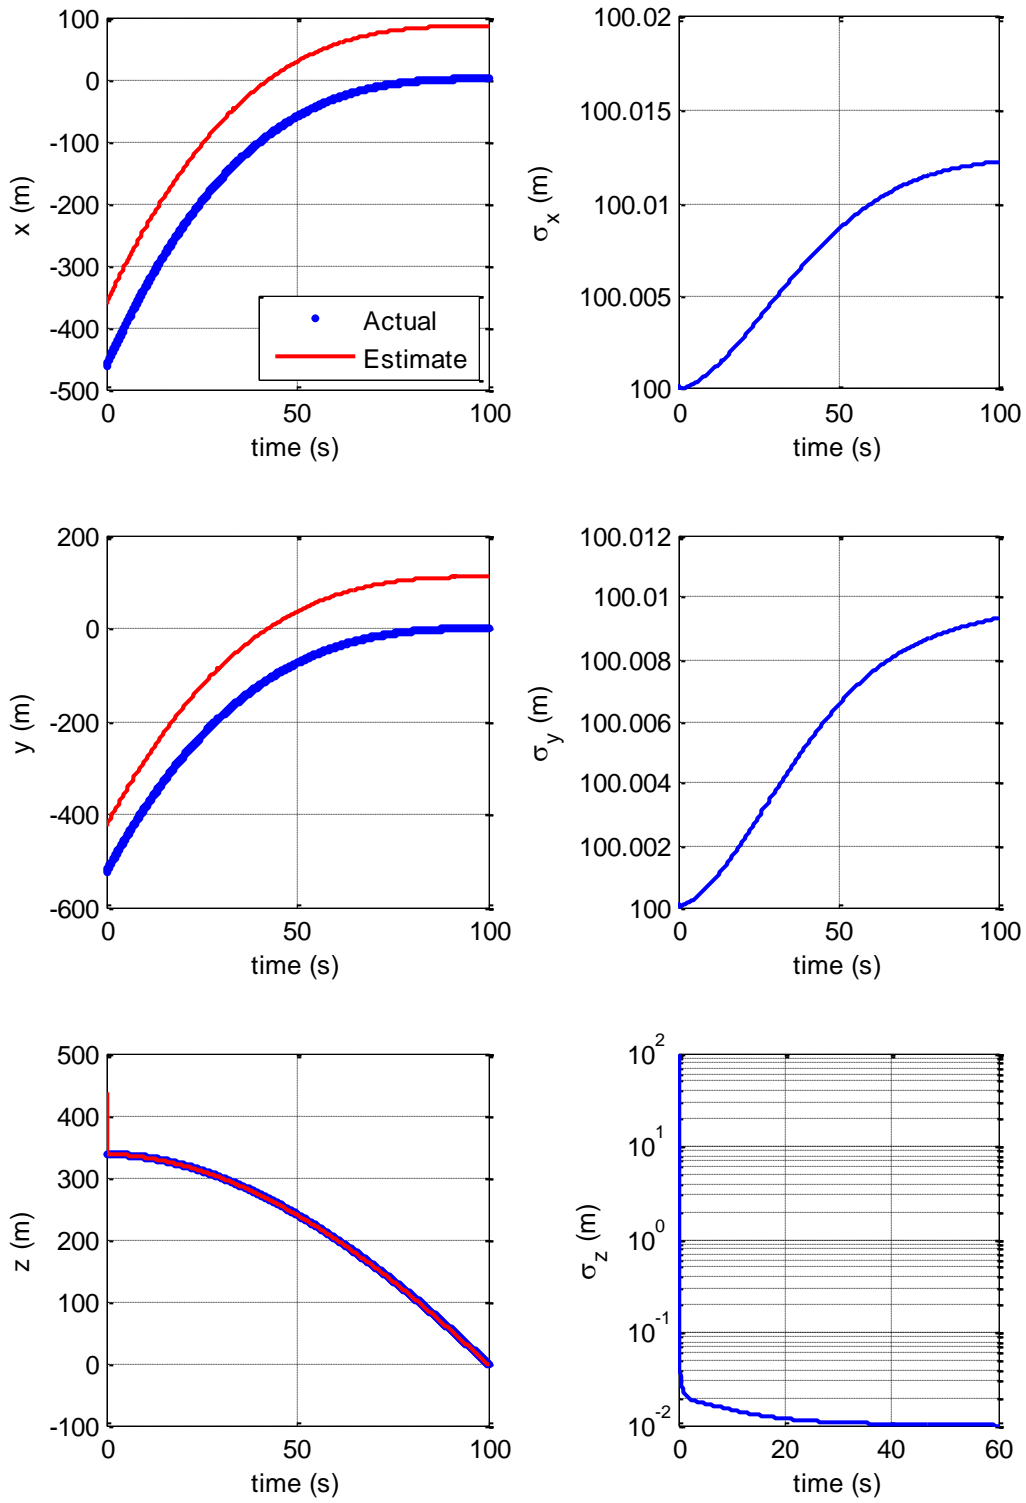 100
0
-100
-200
-300
-400
-500
x (m)
Actual
Estimate
0 50 100
time (s)
100.02
100.015
100.01
100.005
100
σx (m)
0 50 100
time (s)
200
0
-200
-400
-600
y (m)
0 50 100
time (s)
100.012
100.01
100.008
100.006
100.004
100.002
100
σy (m)
0 50 100
time (s)
500
400
300
200
100
0
-100
z (m)
0 50 100
time (s)
10^2
10^1
10^0
10^-1
10^-2
σz (m)
0 20 40 60
time (s)